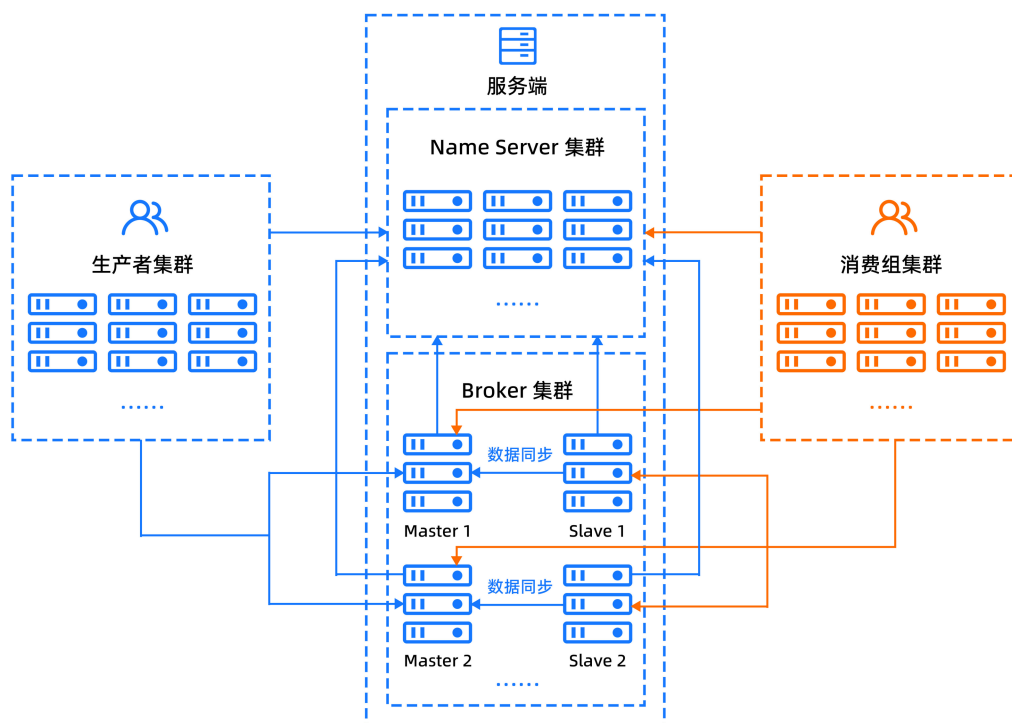 服务端
Name Server 集群
......
生产者集群
......
消费组集群
......
Broker 集群
数据同步
Master 1
Slave 1
数据同步
Master 2
Slave 2
......